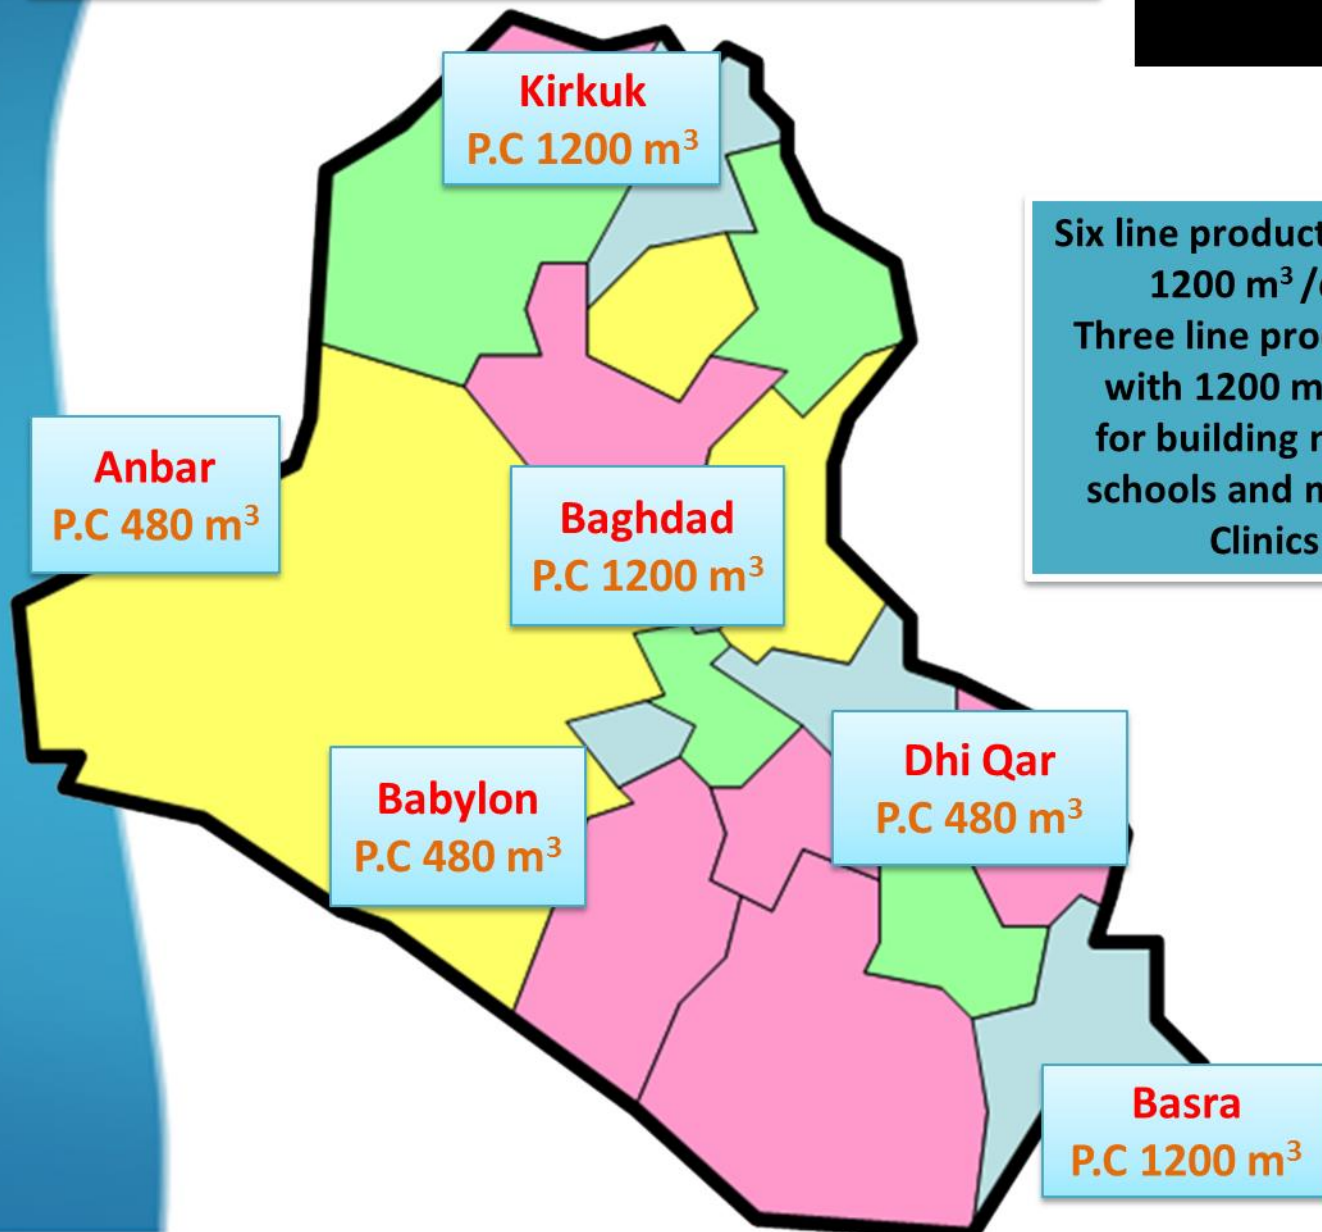 Kirkuk
P.C 1200 m³
Six line
1200 m³ /
Three line
with 1200
for building
schools and
Clinics
Anbar
P.C 480 m³
Baghdad
P.C 1200 m³
Dhi Qar
P.C 480 m³
Babylon
P.C 480 m³
Basra
P.C 1200 m³